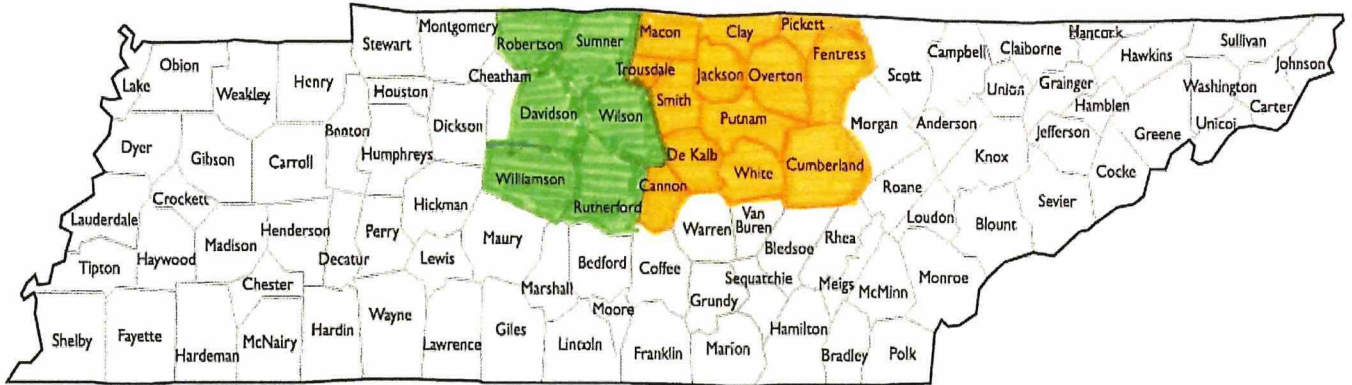 Lake
Obion
Weakley
Henry
Stewart
Montgomery
Robertson
Sumner
Macon
Clay
Pickett
Fentress
Scott
Campbell
Claiborne
Hancock
Hawkins
Sullivan
Johnson
Houston
Cheatham
Trousdale
Jackson
Overton
Union
Grainger
Hamblen
Washington
Carter
Unicoi
Dyer
Gibson
Carroll
Benton
Humphreys
Dickson
Davidson
Wilson
Smith
Putnam
Morgan
Anderson
Knox
Jefferson
Greene
Cocke
Crockett
Lauderdale
Haywood
Madison
Henderson
Decatur
Perry
Hickman
Williamson
Rutherford
Cannon
De Kalb
White
Cumberland
Roane
Loudon
Blount
Sevier
Tipton
Chester
Lewis
Maury
Marshall
Bedford
Coffee
Warren
Van
Buren
Bledsoe
Rhea
Sequatchie
Grundy
Meigs
McMinn
Monroe
Shelby
Fayette
Hardeman
McNairy
Hardin
Wayne
Lawrence
Giles
Lincoln
Moore
Franklin
Marion
Hamilton
Bradley
Polk